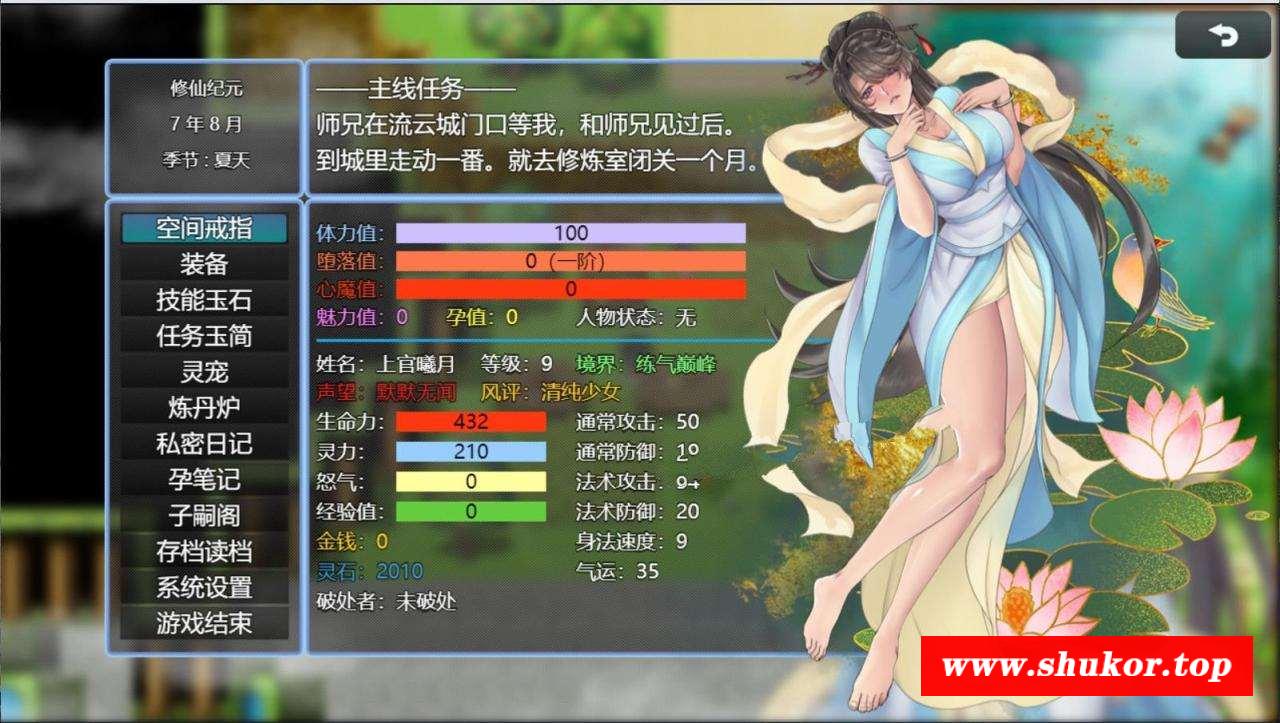 修仙纪元
7 年 8 月
季节 : 夏天
——主线任务——
师兄在流云城门口等我，和师兄见过后。
到城里走动一番。就去修炼室闭关一个月。
空间戒指
装备
技能玉石
任务玉简
灵宠
炼丹炉
私密日记
孕笔记
子嗣阁
存档读档
系统设置
游戏结束
体力值： 100
堕落值： 0（一阶）
心魔值： 0
魅力值：0 孕值：0 人物状态：无
姓名：上官曦月 等级：9 境界：练气巅峰
声望：默默无闻 风评：清纯少女
生命力： 432 通常攻击：50
灵力： 210 通常防御：
怒气： 0 法术攻击：
经验值： 0 法术防御：20
金钱：0 身法速度：9
灵石：2010 气运：35
破处者：未破处
www.shukor.top